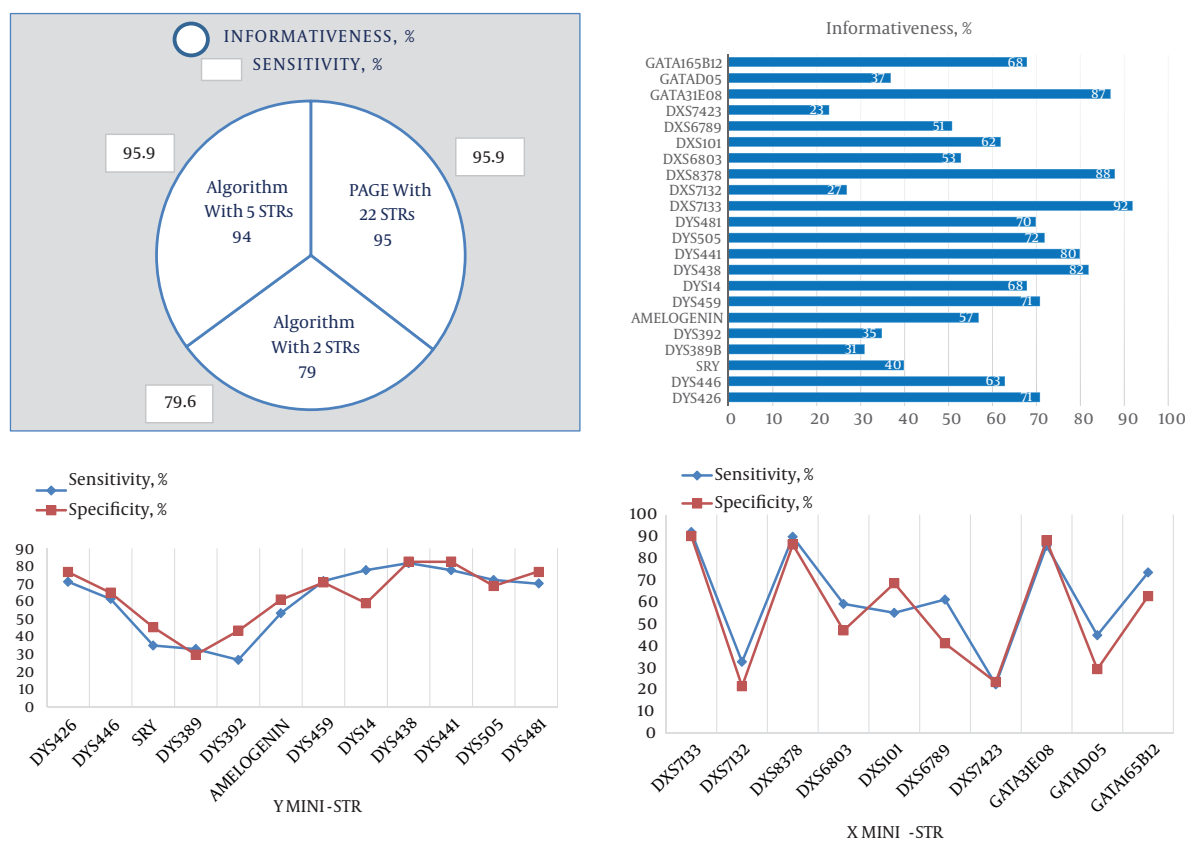 INFORMATIVENESS, %
SENSITIVITY, %
95.9
95.9
Algorithm
With 5 STRs
94
PAGE With
22 STRs
95
Algorithm
With 2 STRs
79
79.6
Informativeness, %
GATA165B12 68
GATAD05 37
GATA31E08 87
DXS7423 23
DXS6789 51
DXS101 62
DXS6803 53
DXS8378 88
DXS7132 27
DXS7133 92
DYS481 70
DYS505 72
DYS441 80
DYS438 82
DYS14 68
DYS459 71
AMELOGENIN 57
DYS392 35
DYS389B 31
SRY 40
DYS446 63
DYS426 71
0 10 20 30 40 50 60 70 80 90 100
Sensitivity, %
Specificity, %
90
80
70
60
50
40
30
20
10
0
DYS426 DYS446 SRY DYS389 DYS392 AMELOGENIN DYS459 DYS14 DYS438 DYS441 DYS505 DYS481
Y MINI-STR
Sensitivity, %
Specificity, %
100
90
80
70
60
50
40
30
20
10
0
DXS7133 DXS7132 DXS8378 DXS6803 DXS101 DXS6789 DXS7423 GATA31E08 GATAD05 GATA165B12
X MINI -STR